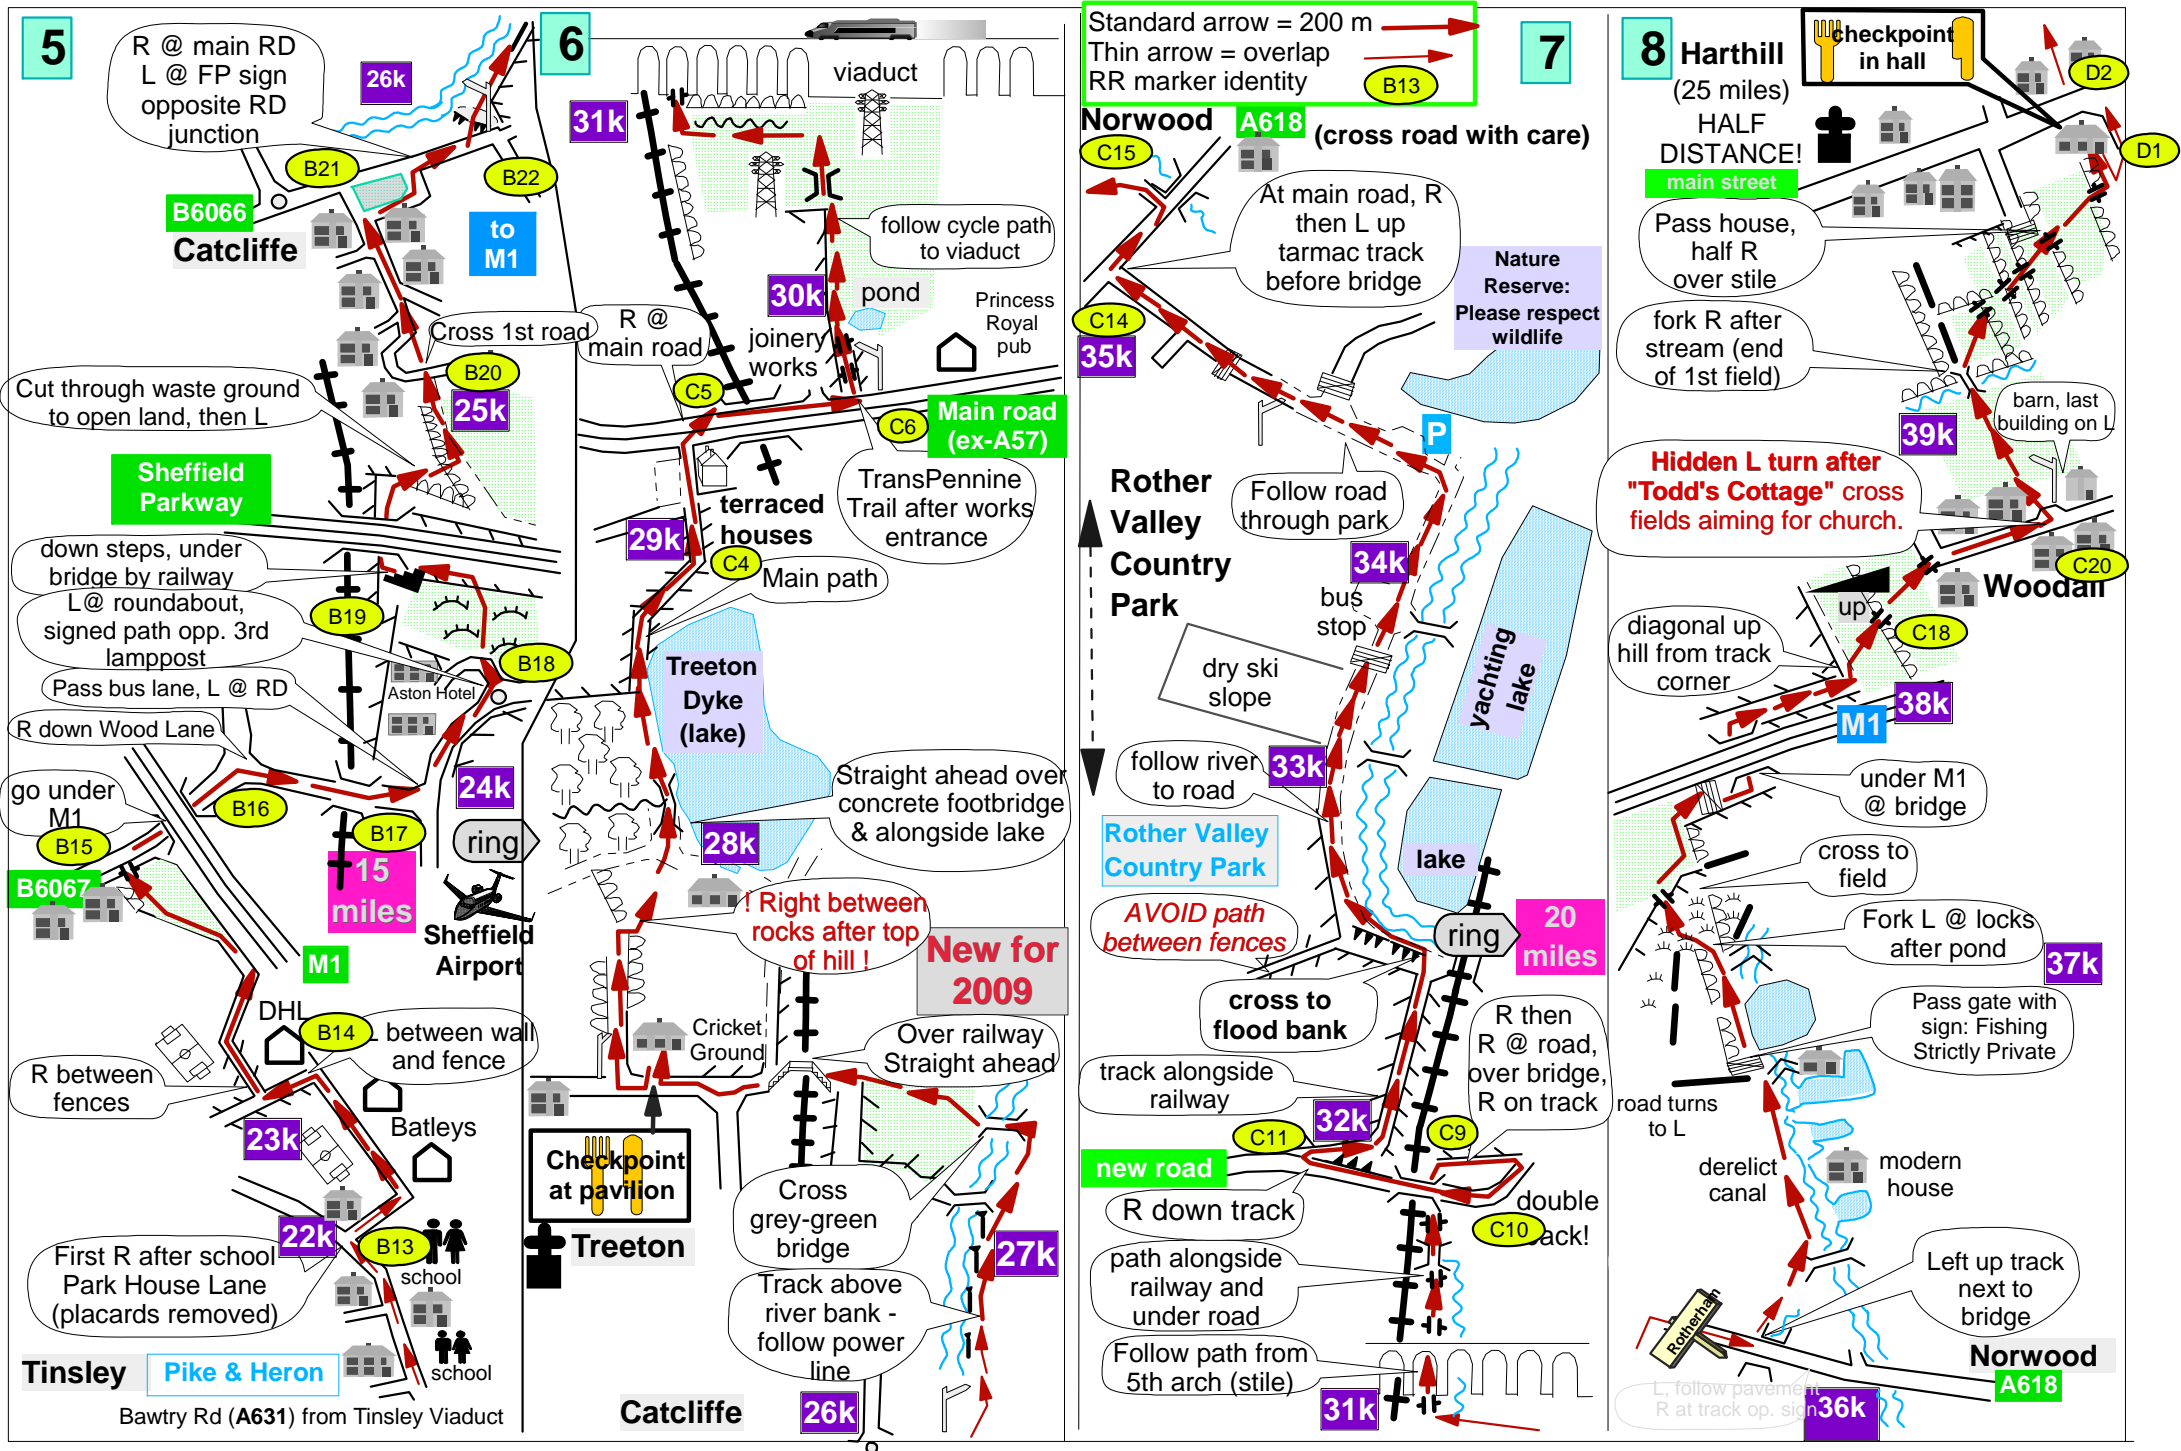 5
R @ main RD
L @ FP sign
opposite RD
junction
26k
B21
B22
B6066
Catcliffe
to
M1
Cross 1st road
B20
25k
Cut through waste ground
to open land, then L
Sheffield
Parkway
down steps, under
bridge by railway
B19
L@ roundabout,
signed path opp. 3rd
lamppost
B18
Aston Hotel
Pass bus lane, L @ RD
R down Wood Lane
24k
go under
M1
B15
B16
B17
ring
B6067
15
miles
Sheffield
Airport
M1
DHL
B14
L between wall
and fence
R between
fences
23k
Batleys
22k
B13
First R after school
Park House Lane
(placards removed)
school
school
Tinsley
Pike & Heron
Bawtry Rd (A631) from Tinsley Viaduct
6
viaduct
31k
follow cycle path
to viaduct
30k
pond
Princess
Royal
pub
R @
main road
joinery
works
C5
C6
Main road
(ex-A57)
TransPennine
Trail after works
entrance
terraced
houses
29k
C4
Main path
Treeton
Dyke
(lake)
Straight ahead over
concrete footbridge
& alongside lake
28k
! Right between
rocks after top
of hill !
New for
2009
Cricket
Ground
Over railway
Straight ahead
Checkpoint
at pavilion
Treeton
Cross
grey-green
bridge
27k
Track above
river bank -
follow power
line
Catcliffe
26k
Standard arrow = 200 m
Thin arrow = overlap
RR marker identity
B13
7
Norwood
A618
(cross road with care)
C15
At main road, R
then L up
tarmac track
before bridge
Nature
Reserve:
Please respect
wildlife
C14
35k
P
Rother
Valley
Country
Park
Follow road
through park
34k
bus
stop
dry ski
slope
yachting
lake
follow river
to road
33k
Rother Valley
Country Park
lake
AVOID path
between fences
ring
20
miles
cross to
flood bank
R then
R @ road,
over bridge,
R on track
track alongside
railway
32k
C11
C9
new road
R down track
double
back!
C10
path alongside
railway and
under road
Follow path from
5th arch (stile)
31k
8
Harthill
(25 miles)
HALF
DISTANCE!
checkpoint
in hall
D2
D1
main street
Pass house,
half R
over stile
fork R after
stream (end
of 1st field)
39k
barn, last
building on L
Hidden L turn after
"Todd's Cottage" cross
fields aiming for church.
C20
Woodall
up
C18
diagonal up
hill from track
corner
38k
M1
under M1
@ bridge
cross to
field
Fork L @ locks
after pond
37k
Pass gate with
sign: Fishing
Strictly Private
road turns
to L
derelict
canal
modern
house
Left up track
next to
bridge
Rotherham
Norwood
A618
L, follow pavement
R at track op. sign
36k